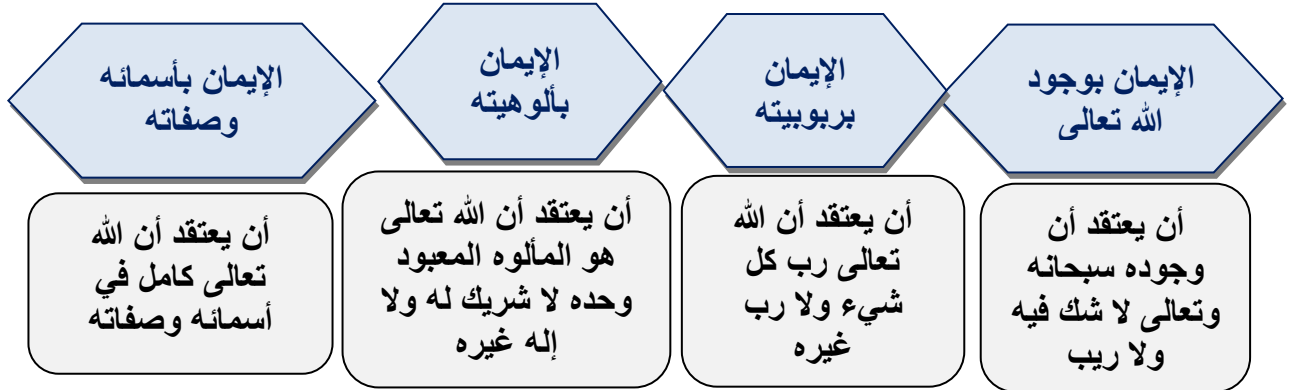 الإيمان بوجود
الله تعالى
أن يعتقد أن
وجوده سبحانه
وتعالى لا شك فيه
ولا ريب
الإيمان
بربوبيته
أن يعتقد أن الله
تعالى رب كل
شيء ولا رب
غيره
الإيمان
بألوهيته
أن يعتقد أن الله تعالى
هو المألوه المعبود
وحده لا شريك له ولا
إله غيره
الإيمان بأسمائه
وصفاته
أن يعتقد أن الله
تعالى كامل في
أسمائه وصفاته